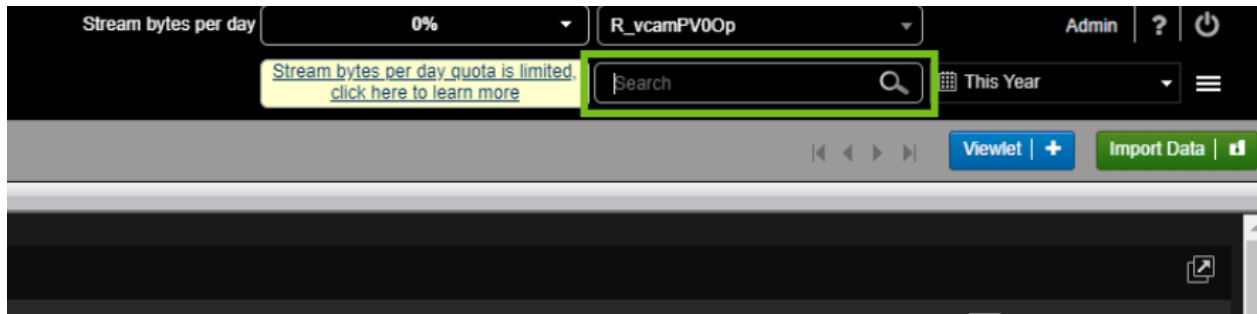 Stream bytes per day 0% R_vcamPV0Op Admin ?
Stream bytes per day quota is limited,
click here to learn more
Search This Year
Viewlet + Import Data